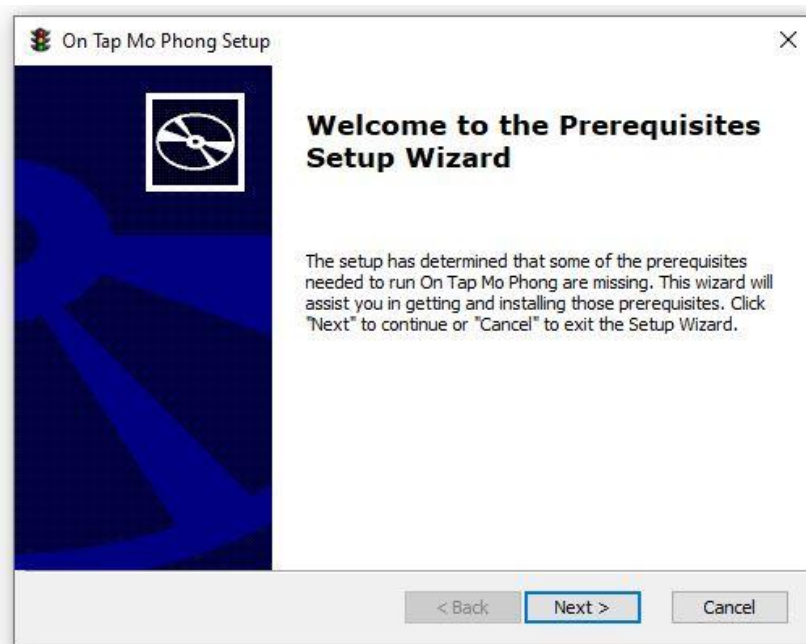 On Tap Mo Phong Setup
Welcome to the Prerequisites
Setup Wizard
The setup has determined that some of the prerequisites
needed to run On Tap Mo Phong are missing. This wizard will
assist you in getting and installing those prerequisites. Click
"Next" to continue or "Cancel" to exit the Setup Wizard.
< Back Next > Cancel